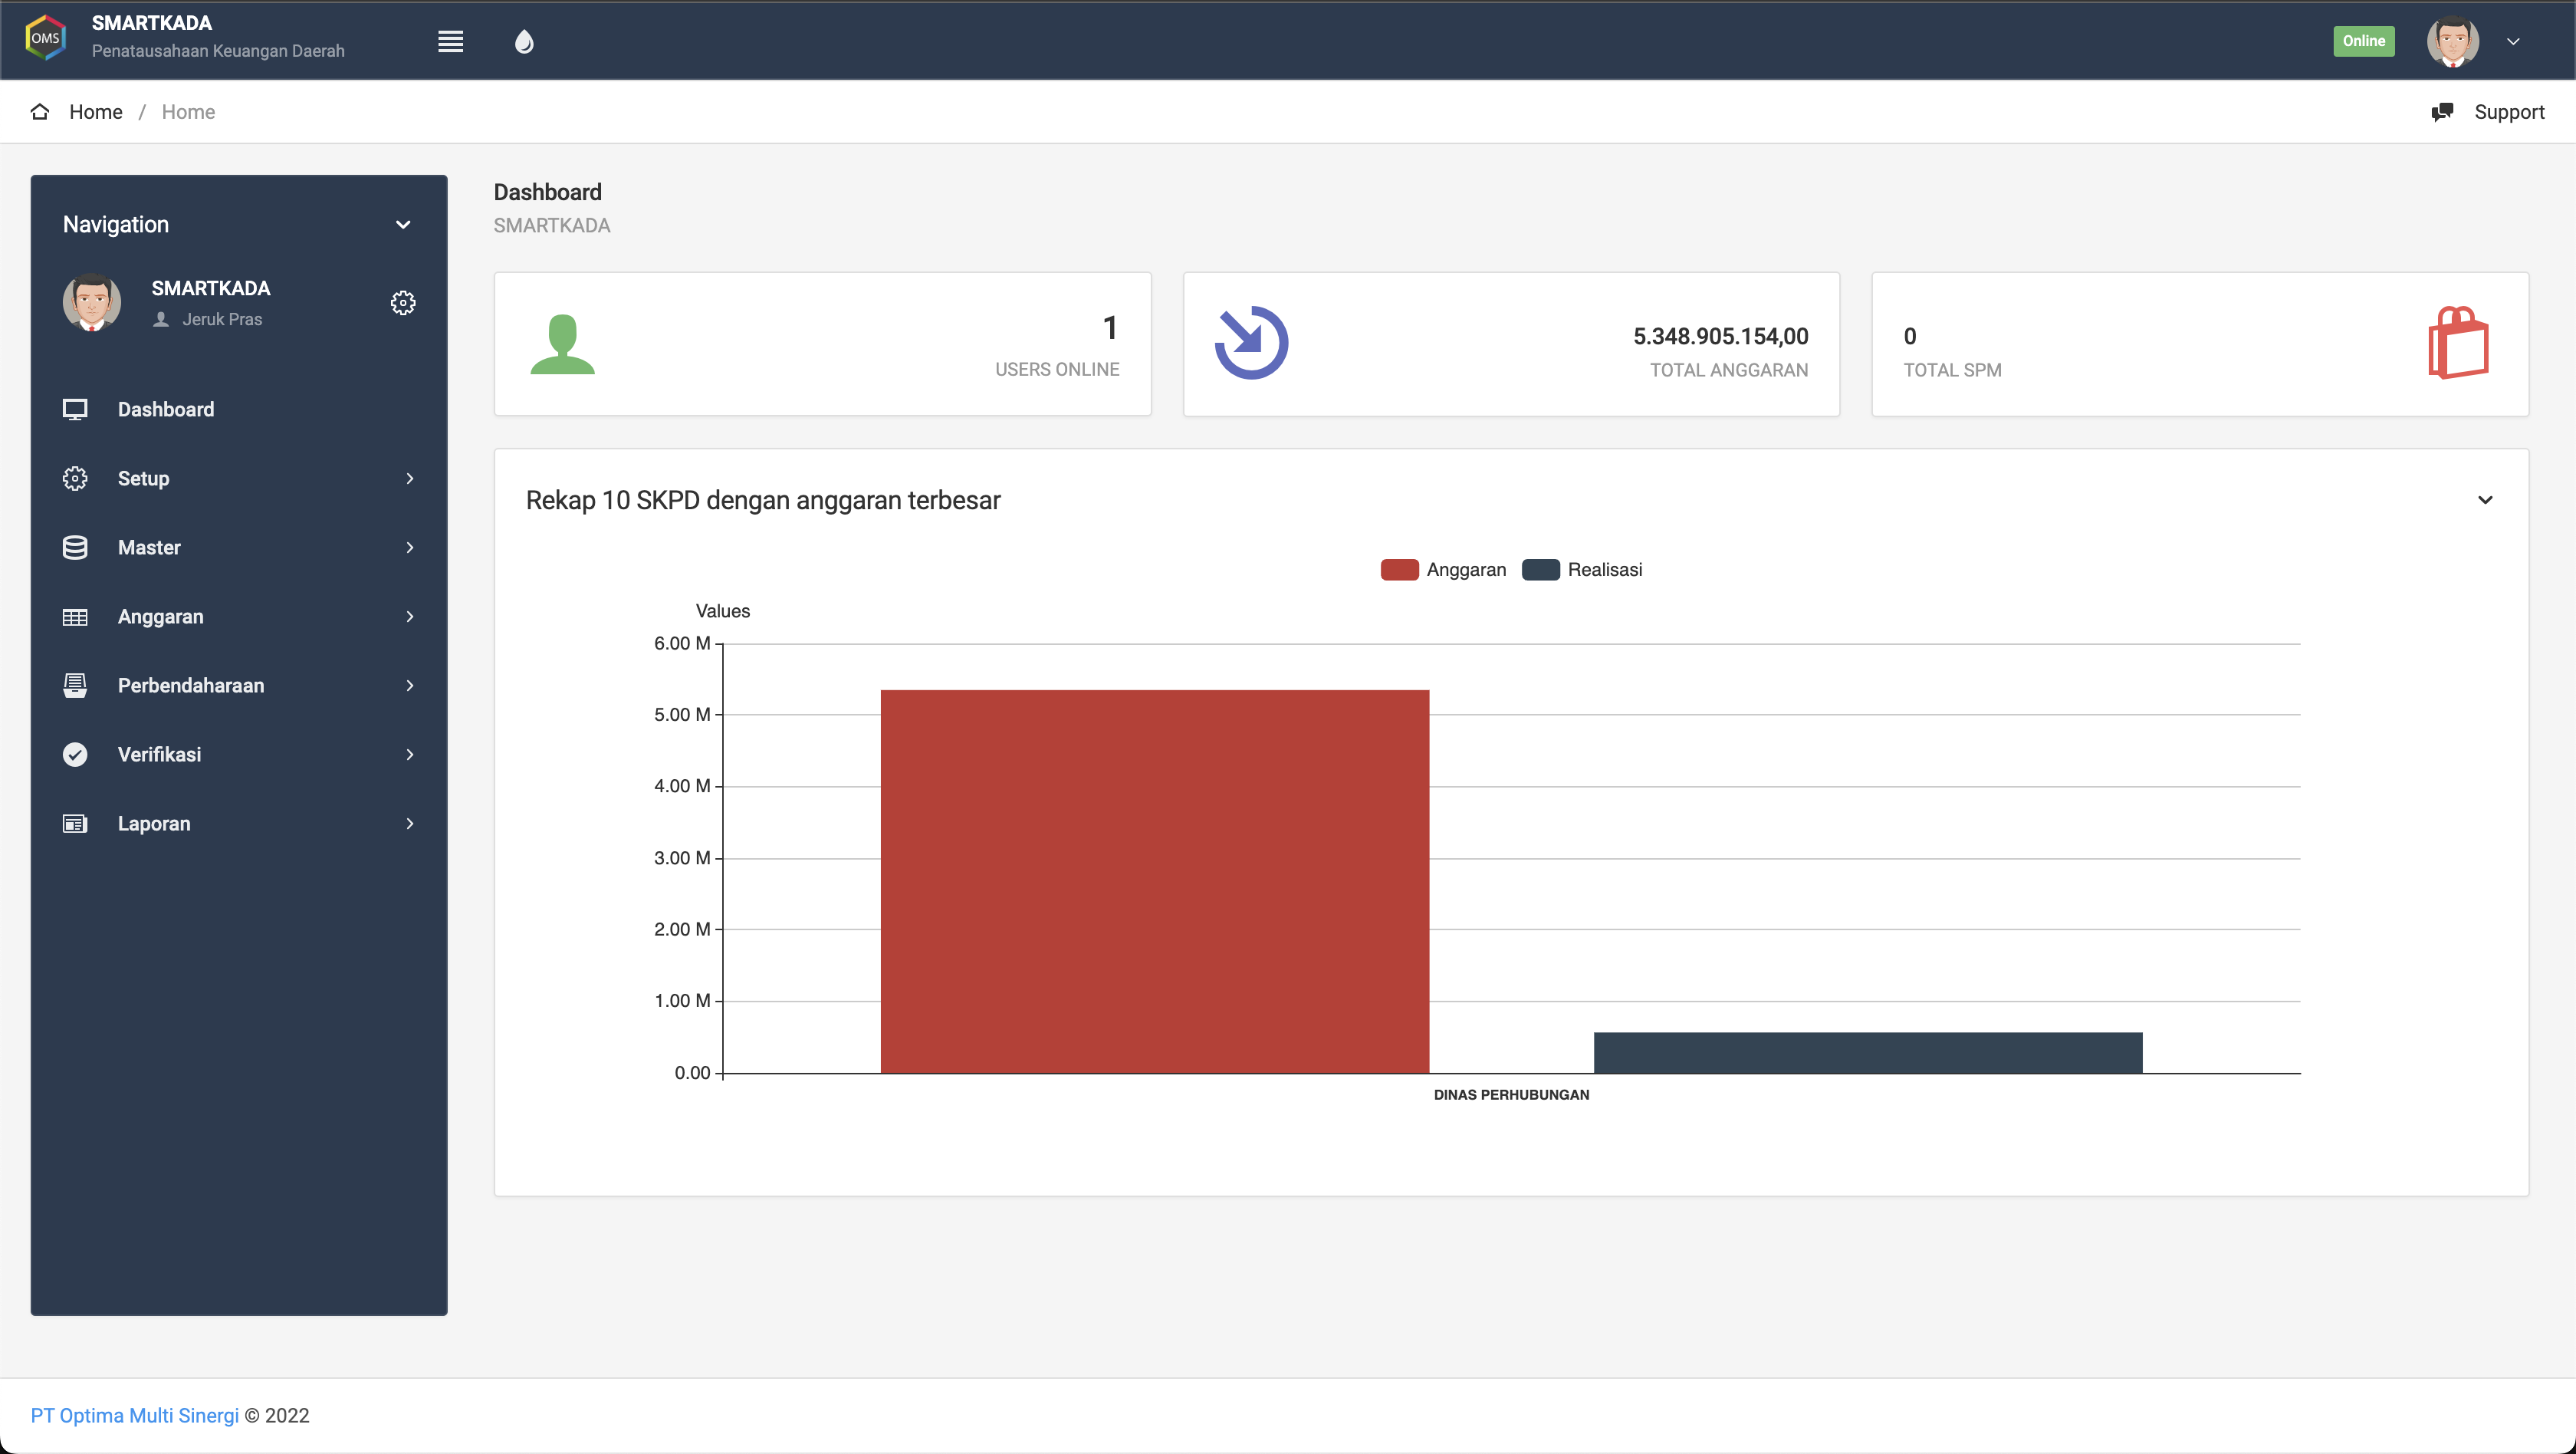 OMS
SMARTKADA
Penatausahaan Keuangan Daerah
Online
Home / Home
Support
Navigation
SMARTKADA
Jeruk Pras
Dashboard
Setup
Master
Anggaran
Perbendaharaan
Verifikasi
Laporan
Dashboard
SMARTKADA
1
USERS ONLINE
5.348.905.154,00
TOTAL ANGGARAN
0
TOTAL SPM
Rekap 10 SKPD dengan anggaran terbesar
Anggaran Realisasi
Values
6.00 M
5.00 M
4.00 M
3.00 M
2.00 M
1.00 M
0.00
DINAS PERHUBUNGAN
PT Optima Multi Sinergi © 2022